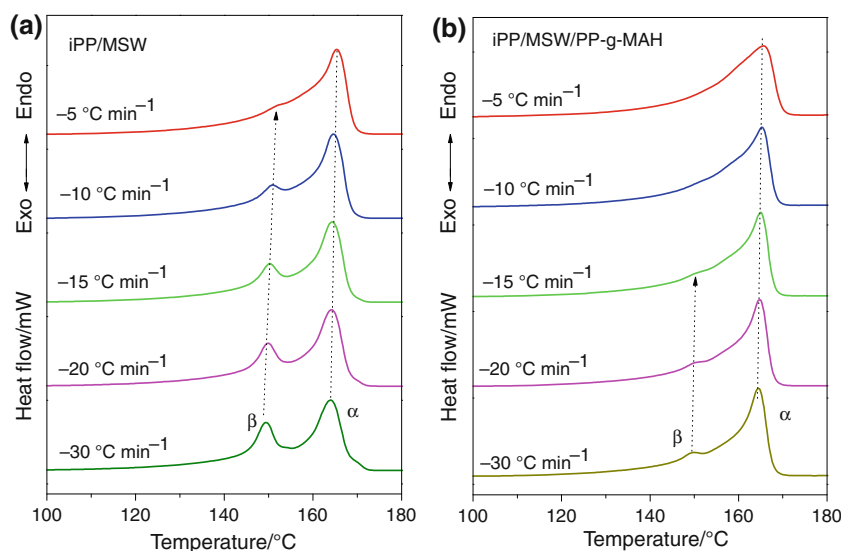 (a)
iPP/MSW
Heat flow/mW Exo Endo
–5 °C min⁻¹
–10 °C min⁻¹
–15 °C min⁻¹
–20 °C min⁻¹
–30 °C min⁻¹
β
α
100 120 140 160 180
Temperature/°C
(b)
iPP/MSW/PP-g-MAH
Heat flow/mW Exo Endo
–5 °C min⁻¹
–10 °C min⁻¹
–15 °C min⁻¹
–20 °C min⁻¹
–30 °C min⁻¹
β
α
100 120 140 160 180
Temperature/°C